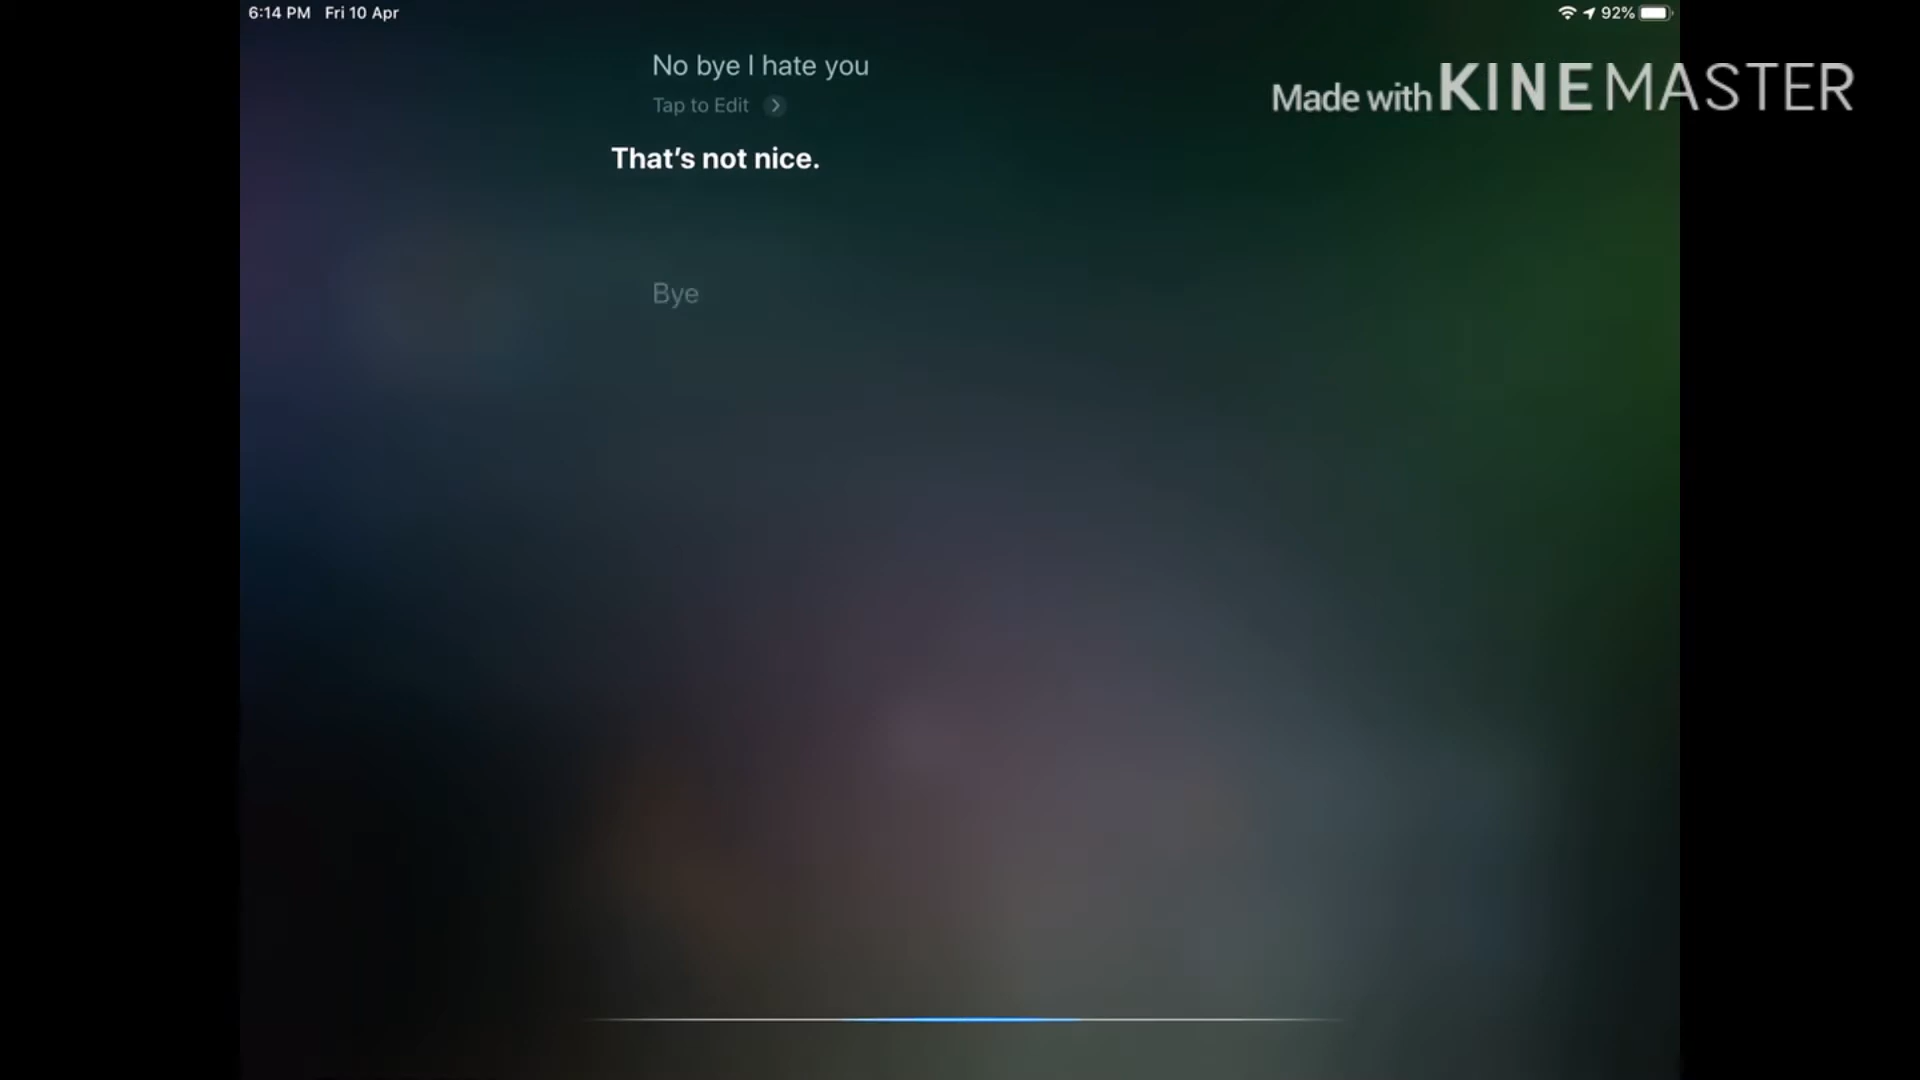 6:14 PM Fri 10 Apr
92%
No bye I hate you
Made with KINEMASTER
Tap to Edit
That’s not nice.
Bye